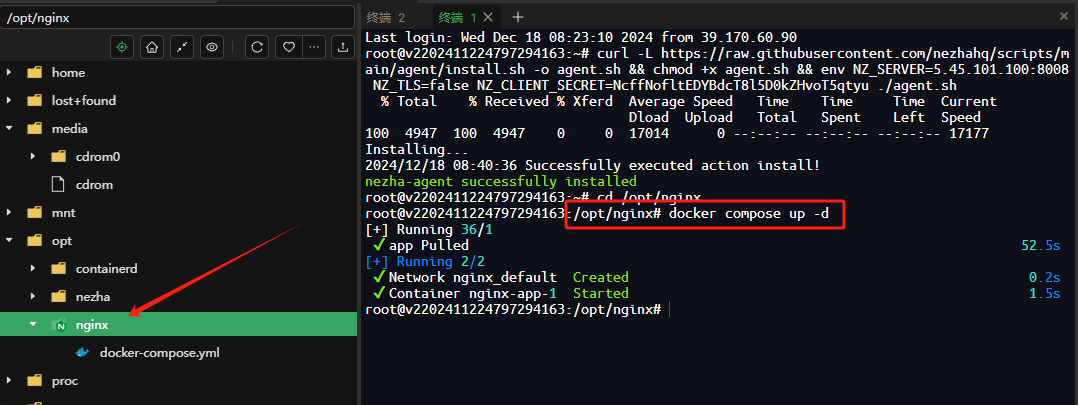 /opt/nginx
home
lost+found
media
cdrom0
cdrom
mnt
opt
containerd
nezha
nginx
docker-compose.yml
proc
终端 2
终端 1
Last login: Wed Dec 18 08:23:10 2024 from 39.170.60.90
root@v2202411224797294163:~# curl -L https://raw.githubusercontent.com/nezhahq/scripts/m
ain/agent/install.sh -o agent.sh && chmod +x agent.sh && env NZ_SERVER=5.45.101.100:8008
NZ_TLS=false NZ_CLIENT_SECRET=NcffNofltEDYBdcT8l5D0kZHvoT5qtyu ./agent.sh
% Total % Received % Xferd Average Speed Time Time Time Current
Dload Upload Total Spent Left Speed
100 4947 100 4947 0 0 17014 0 --:--:-- --:--:-- --:--:-- 17177
Installing...
2024/12/18 08:40:36 Successfully executed action install!
nezha-agent successfully installed
root@v2202411224797294163:~# cd /opt/nginx
root@v2202411224797294163:/opt/nginx# docker compose up -d
[+] Running 36/1
✔ app Pulled 52.5s
[+] Running 2/2
✔ Network nginx_default Created 0.2s
✔ Container nginx-app-1 Started 1.5s
root@v2202411224797294163:/opt/nginx#